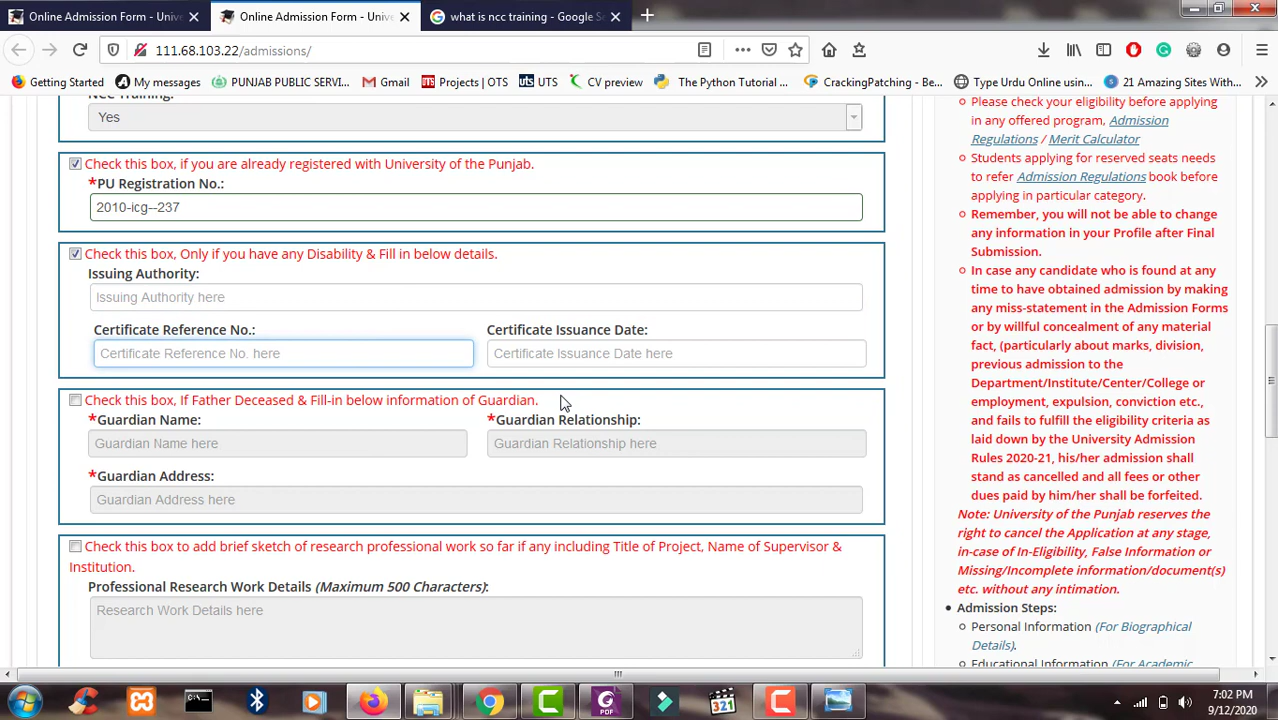 Online Admission Form - Unive
Online Admission Form - Unive
what is ncc training - Google S
111.68.103.22/admissions/
Getting Started
My messages
PUNJAB PUBLIC SERVI...
Gmail
Projects | OTS
UTS
CV preview
The Python Tutorial ...
CrackingPatching - Be...
Type Urdu Online using...
21 Amazing Sites With...
NCC Training:
Yes
Check this box, if you are already registered with University of the Punjab.
*PU Registration No.:
2010-icg--237
Check this box, Only if you have any Disability & Fill in below details.
Issuing Authority:
Issuing Authority here
Certificate Reference No.:
Certificate Issuance Date:
Certificate Reference No. here
Certificate Issuance Date here
Check this box, If Father Deceased & Fill-in below information of Guardian.
*Guardian Name:
*Guardian Relationship:
Guardian Name here
Guardian Relationship here
*Guardian Address:
Guardian Address here
Check this box to add brief sketch of research professional work so far if any including Title of Project, Name of Supervisor &
Institution.
Professional Research Work Details (Maximum 500 Characters):
Research Work Details here
Please check your eligibility before applying
in any offered program, Admission
Regulations / Merit Calculator
Students applying for reserved seats needs
to refer Admission Regulations book before
applying in particular category.
Remember, you will not be able to change
any information in your Profile after Final
Submission.
In case any candidate who is found at any
time to have obtained admission by making
any miss-statement in the Admission Forms
or by willful concealment of any material
fact, (particularly about marks, division,
previous admission to the
Department/Institute/Center/College or
employment, expulsion, conviction etc.,
and fails to fulfill the eligibility criteria as
laid down by the University Admission
Rules 2020-21, his/her admission shall
stand as cancelled and all fees or other
dues paid by him/her shall be forfeited.
Note: University of the Punjab reserves the
right to cancel the Application at any stage,
in-case of In-Eligibility, False Information or
Missing/Incomplete information/document(s)
etc. without any intimation.
Admission Steps:
Personal Information (For Biographical
Details).
Educational Information (For Academic
PDF
321
7:02 PM
9/12/2020